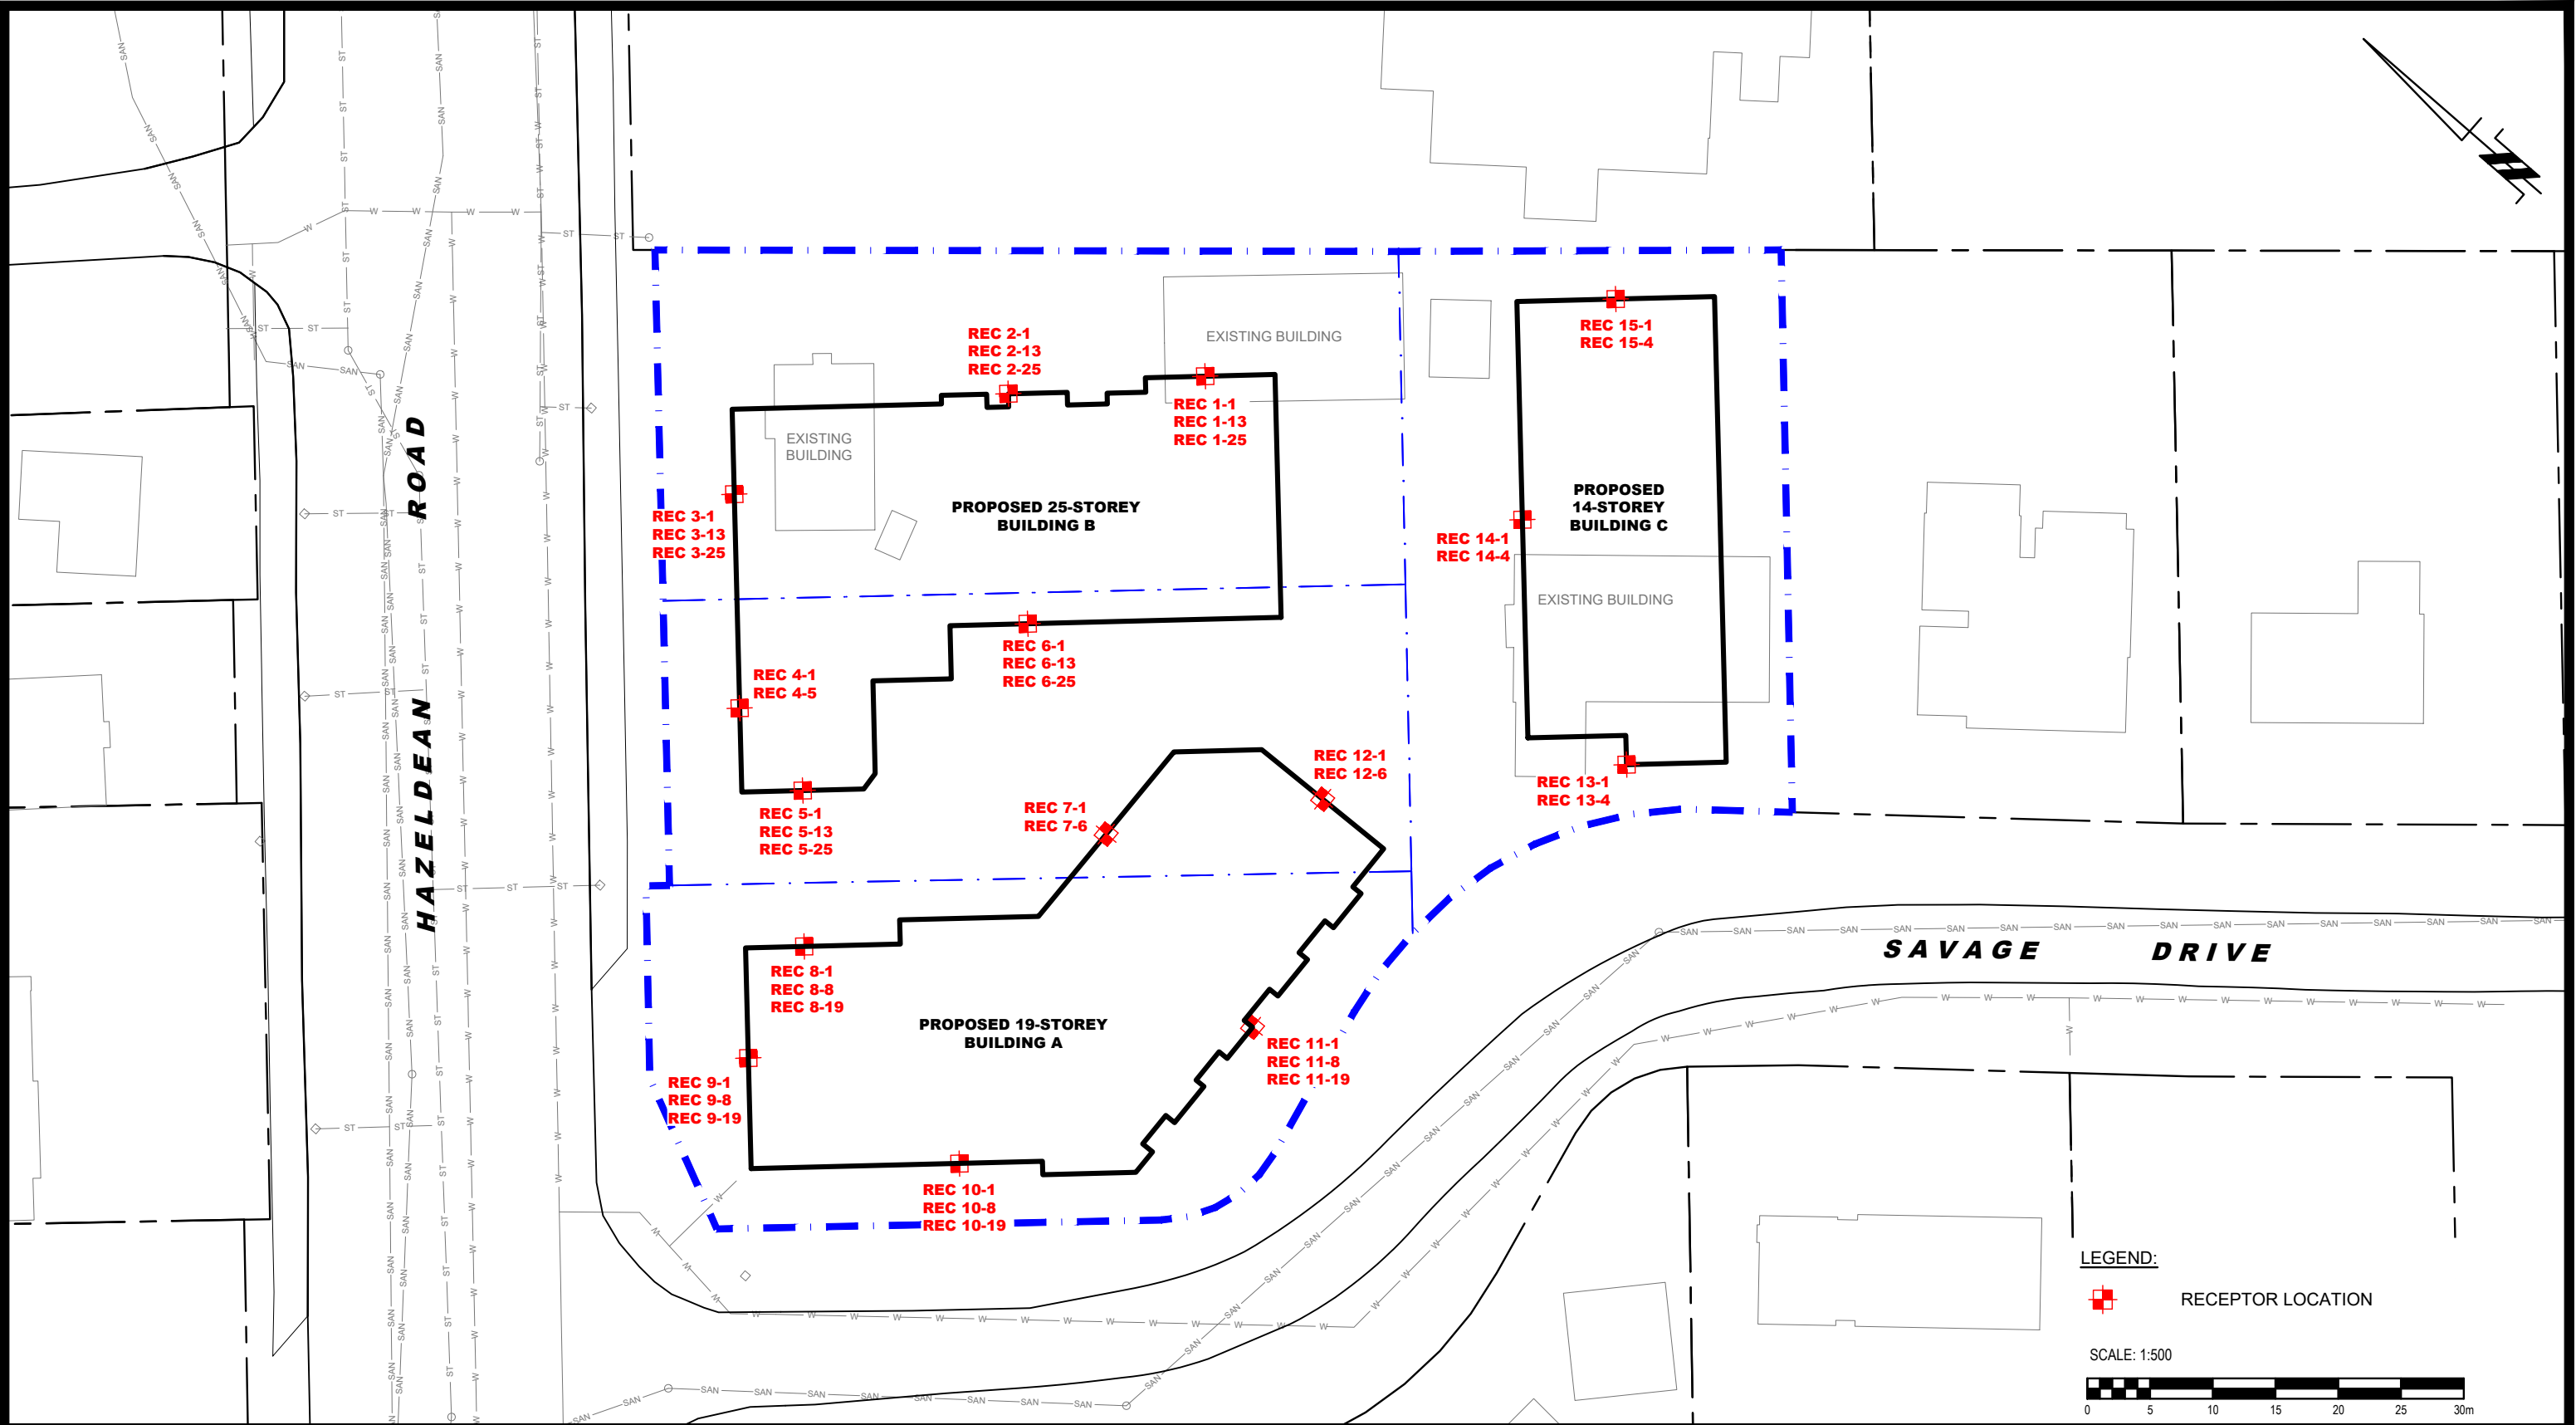 EXISTING BUILDING
REC 2-1
REC 2-13
REC 2-25
REC 15-1
REC 15-4
REC 1-1
REC 1-13
REC 1-25
EXISTING
BUILDING
REC 3-1
REC 3-13
REC 3-25
PROPOSED 25-STOREY
BUILDING B
PROPOSED
14-STOREY
BUILDING C
REC 14-1
REC 14-4
EXISTING BUILDING
REC 6-1
REC 6-13
REC 6-25
REC 4-1
REC 4-5
REC 12-1
REC 12-6
REC 13-1
REC 13-4
REC 5-1
REC 5-13
REC 5-25
REC 7-1
REC 7-6
HAZELDEAN ROAD
SAVAGE DRIVE
REC 8-1
REC 8-8
REC 8-19
PROPOSED 19-STOREY
BUILDING A
REC 11-1
REC 11-8
REC 11-19
REC 9-1
REC 9-8
REC 9-19
REC 10-1
REC 10-8
REC 10-19
LEGEND:
RECEPTOR LOCATION
SCALE: 1:500
0 5 10 15 20 25 30m